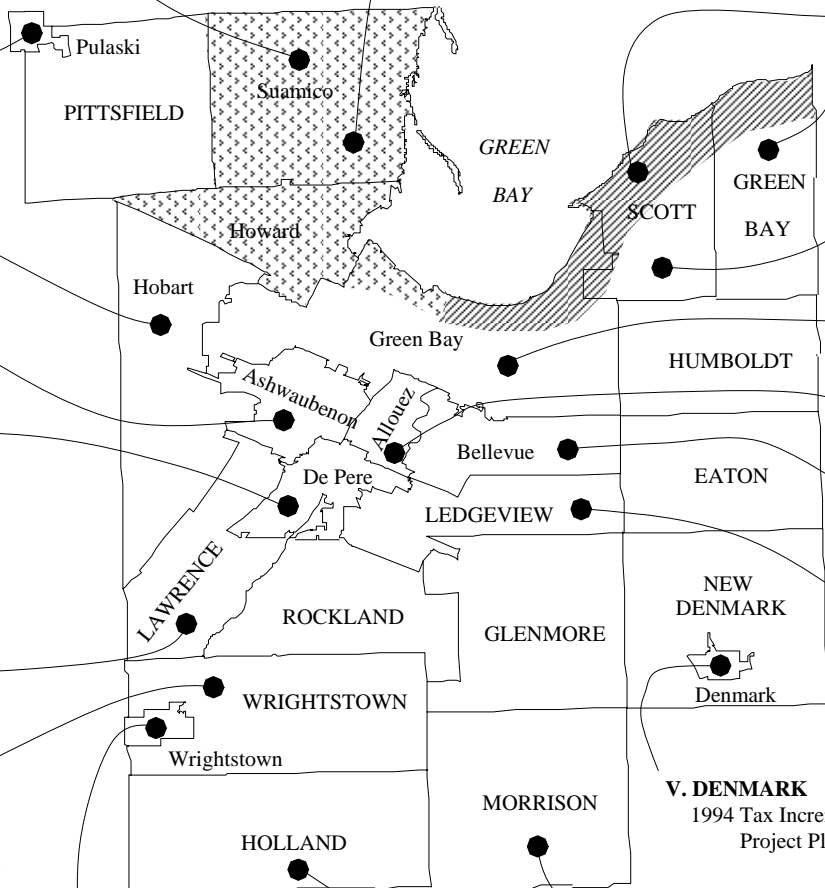 Pulaski
Suamico
PITTSFIELD
GREEN
BAY
GREEN
BAY
SCOTT
Howard
Hobart
Green Bay
HUMBOLDT
Ashwaubenon
Allouez
Bellevue
EATON
De Pere
LEDGEVIEW
LAWRENCE
NEW
DENMARK
ROCKLAND
GLENMORE
Denmark
WRIGHTSTOWN
Wrightstown
V. DENMARK
1994 Tax Incre
Project Pl
MORRISON
HOLLAND